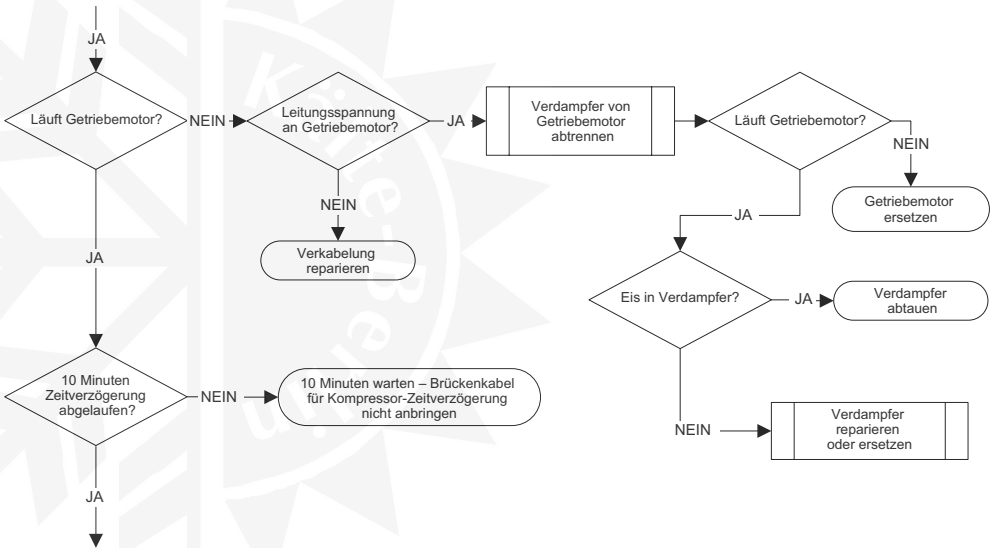 JA
Läuft Getriebemotor?
NEIN
Leitungsspannung
an Getriebemotor?
JA
Verdampfer von
Getriebemotor
abtrennen
Läuft Getriebemotor?
NEIN
Getriebemotor
ersetzen
NEIN
Verkabelung
reparieren
JA
JA
Eis in Verdampfer?
JA
Verdampfer
abtauen
10 Minuten
Zeitverzögerung
abgelaufen?
NEIN
10 Minuten warten – Brückenkabel
für Kompressor-Zeitverzögerung
nicht anbringen
NEIN
Verdampfer
reparieren
oder ersetzen
JA
Kälte-Berlin